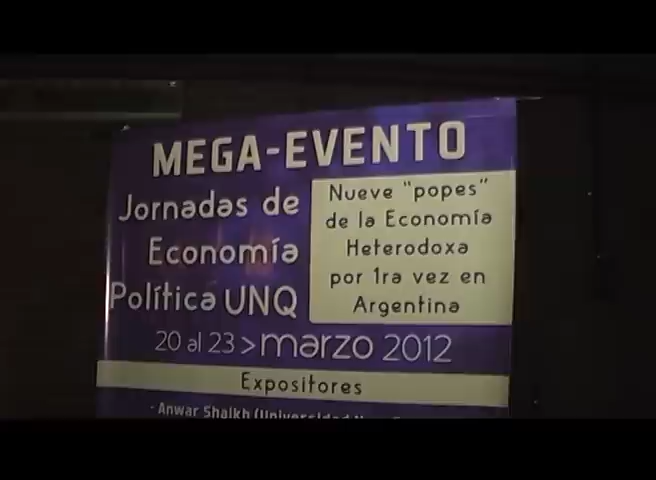 MEGA-EVENTO
Jornadas de
Economía
Política UNQ
Nueve "popes"
de la Economía
Heterodoxa
por 1ra vez en
Argentina
20 al 23 > marzo 2012
Expositores
- Anwar Shaikh (Universidad